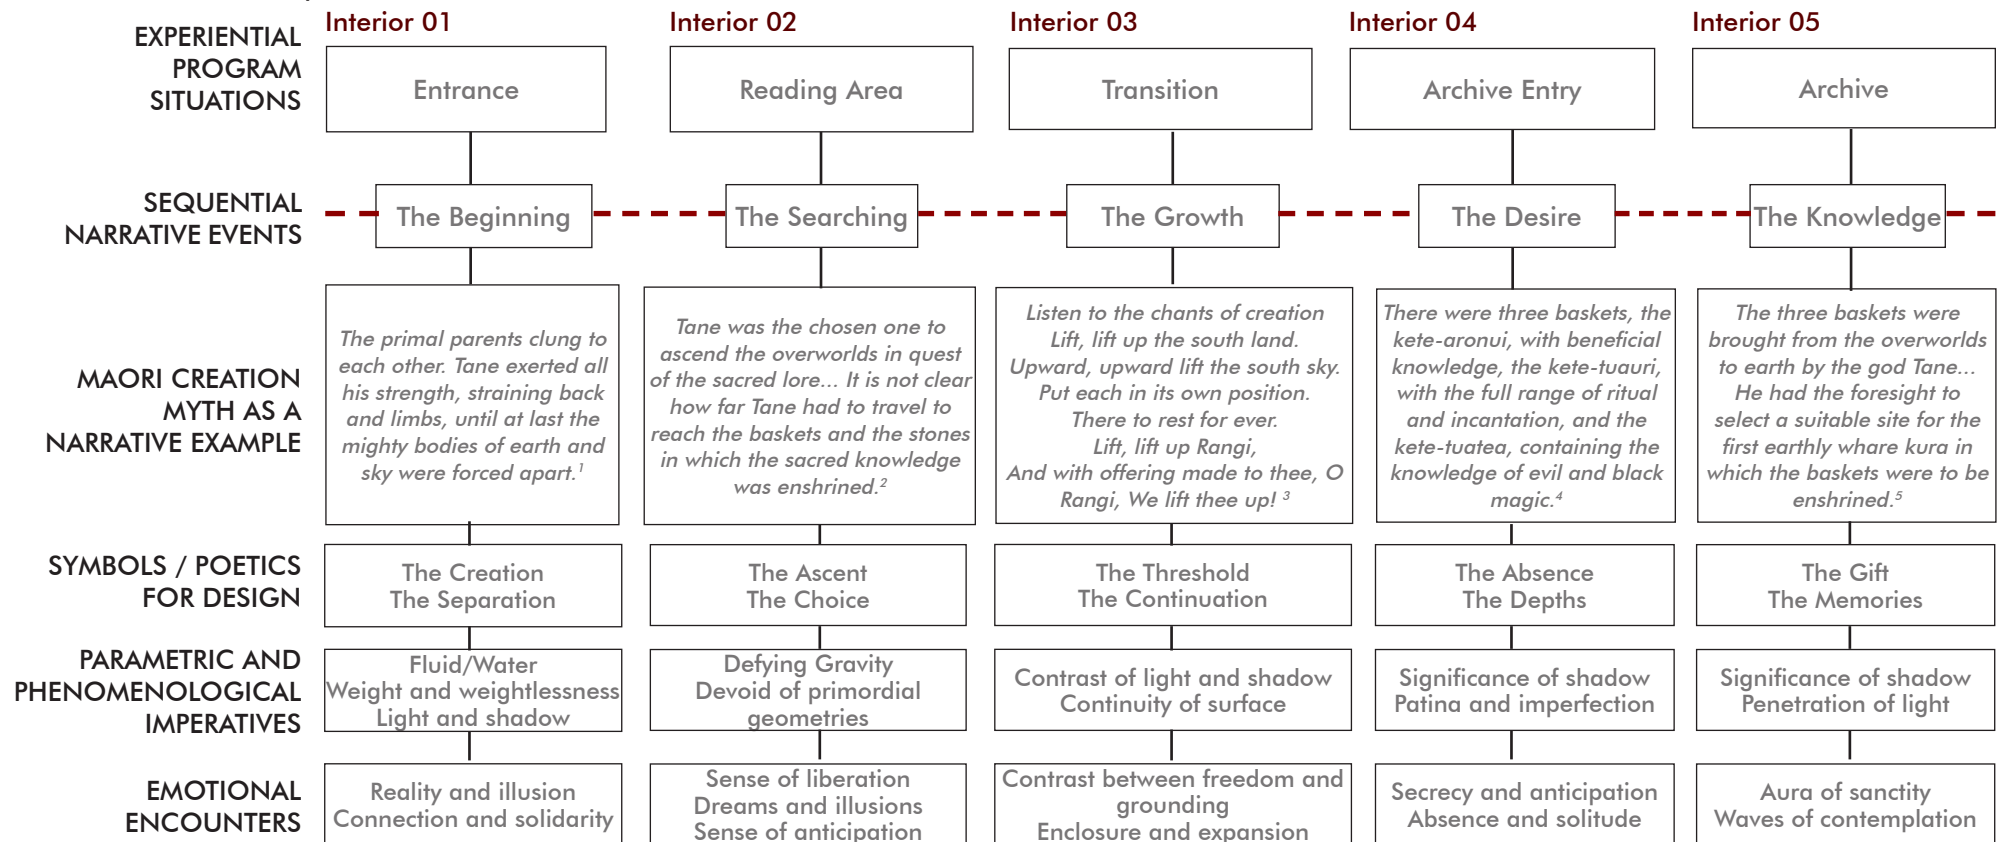 Interior 01
Interior 02
Interior 03
Interior 04
Interior 05
EXPERIENTIAL
PROGRAM
SITUATIONS
Entrance
Reading Area
Transition
Archive Entry
Archive
SEQUENTIAL
NARRATIVE EVENTS
The Beginning
The Searching
The Growth
The Desire
The Knowledge
MAORI CREATION
MYTH AS A
NARRATIVE EXAMPLE
The primal parents clung to
each other. Tane exerted all
his strength, straining back
and limbs, until at last the
mighty bodies of earth and
sky were forced apart.1
Tane was the chosen one to
ascend the overworlds in quest
of the sacred lore... It is not clear
how far Tane had to travel to
reach the baskets and the stones
in which the sacred knowledge
was enshrined.2
Listen to the chants of creation
Lift, lift up the south land.
Upward, upward lift the south sky.
Put each in its own position.
There to rest for ever.
Lift, lift up Rangi,
And with offering made to thee, O
Rangi, We lift thee up! 3
There were three baskets, the
kete-aronui, with beneficial
knowledge, the kete-tuauri,
with the full range of ritual
and incantation, and the
kete-tuatea, containing the
knowledge of evil and black
magic.4
The three baskets were
brought from the overworlds
to earth by the god Tane...
He had the foresight to
select a suitable site for the
first earthly whare kura in
which the baskets were to be
enshrined.5
SYMBOLS / POETICS
FOR DESIGN
The Creation
The Separation
The Ascent
The Choice
The Threshold
The Continuation
The Absence
The Depths
The Gift
The Memories
PARAMETRIC AND
PHENOMENOLOGICAL
IMPERATIVES
Fluid/Water
Weight and weightlessness
Light and shadow
Defying Gravity
Devoid of primordial
geometries
Contrast of light and shadow
Continuity of surface
Significance of shadow
Patina and imperfection
Significance of shadow
Penetration of light
EMOTIONAL
ENCOUNTERS
Reality and illusion
Connection and solidarity
Sense of liberation
Dreams and illusions
Sense of anticipation
Contrast between freedom and
grounding
Enclosure and expansion
Secrecy and anticipation
Absence and solitude
Aura of sanctity
Waves of contemplation